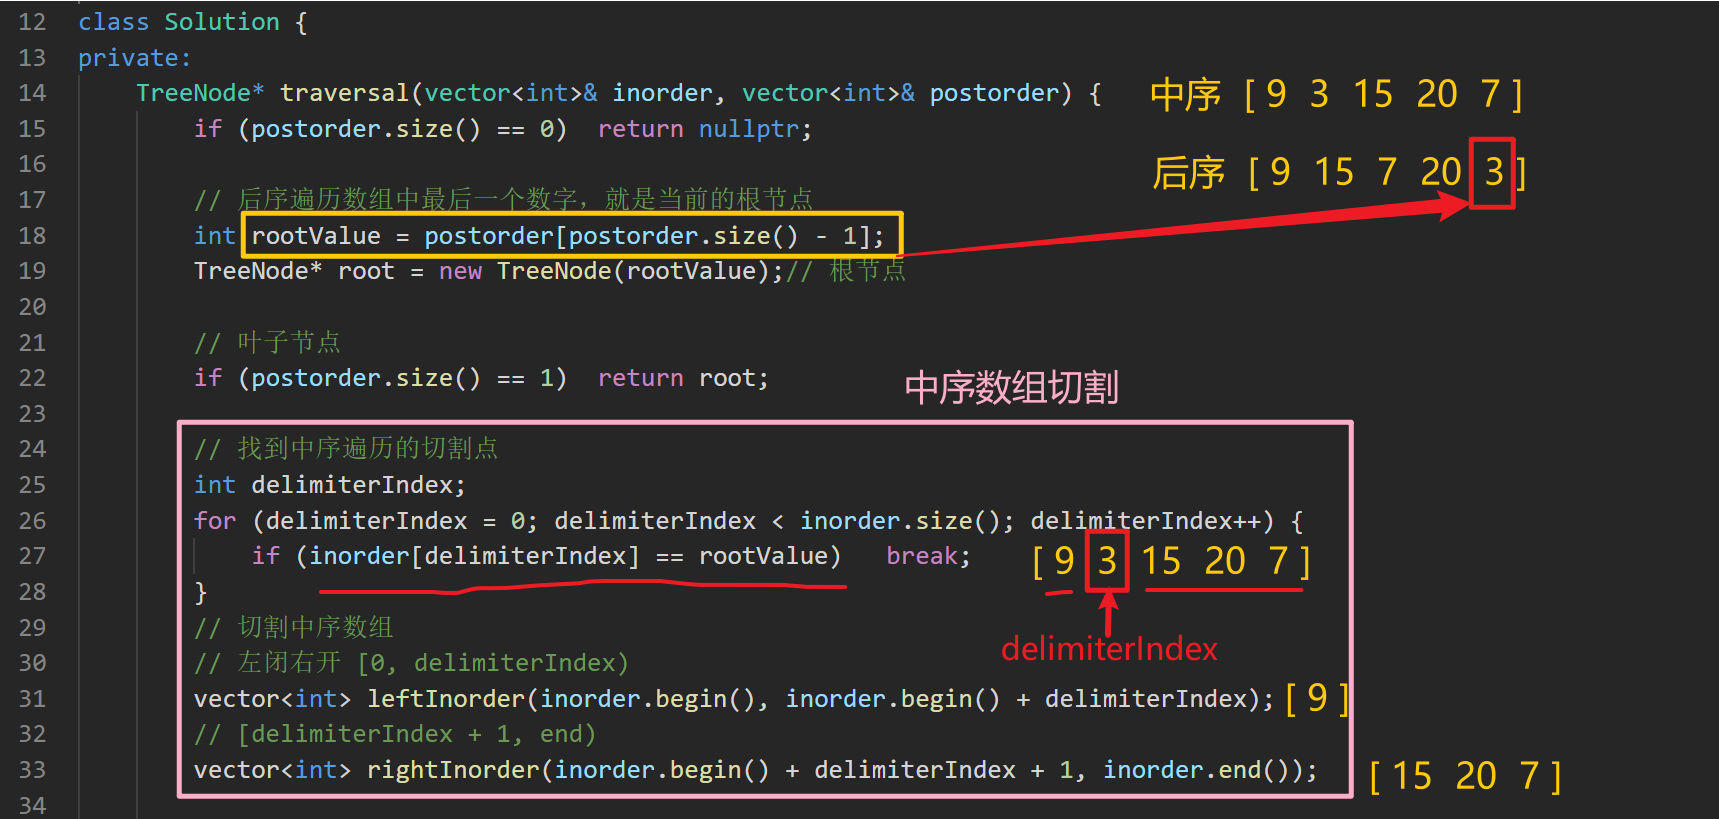 12 class Solution {
13 private:
14 TreeNode* traversal(vector<int>& inorder, vector<int>& postorder) { 中序 [ 9 3 15 20 7 ]
15 if (postorder.size() == 0) return nullptr;
16
后序 [ 9 15 7 20 3 ]
17 // 后序遍历数组中最后一个数字，就是当前的根节点
18 int rootValue = postorder[postorder.size() - 1];
19 TreeNode* root = new TreeNode(rootValue);// 根节点
20
21 // 叶子节点
22 if (postorder.size() == 1) return root;
中序数组切割
23
24 // 找到中序遍历的切割点
25 int delimiterIndex;
26 for (delimiterIndex = 0; delimiterIndex < inorder.size(); delimiterIndex++) {
27 if (inorder[delimiterIndex] == rootValue) break; [ 9 3 15 20 7 ]
28 }
29 // 切割中序数组
delimiterIndex
30 // 左闭右开 [0, delimiterIndex)
31 vector<int> leftInorder(inorder.begin(), inorder.begin() + delimiterIndex); [ 9 ]
32 // [delimiterIndex + 1, end)
33 vector<int> rightInorder(inorder.begin() + delimiterIndex + 1, inorder.end()); [ 15 20 7 ]
34